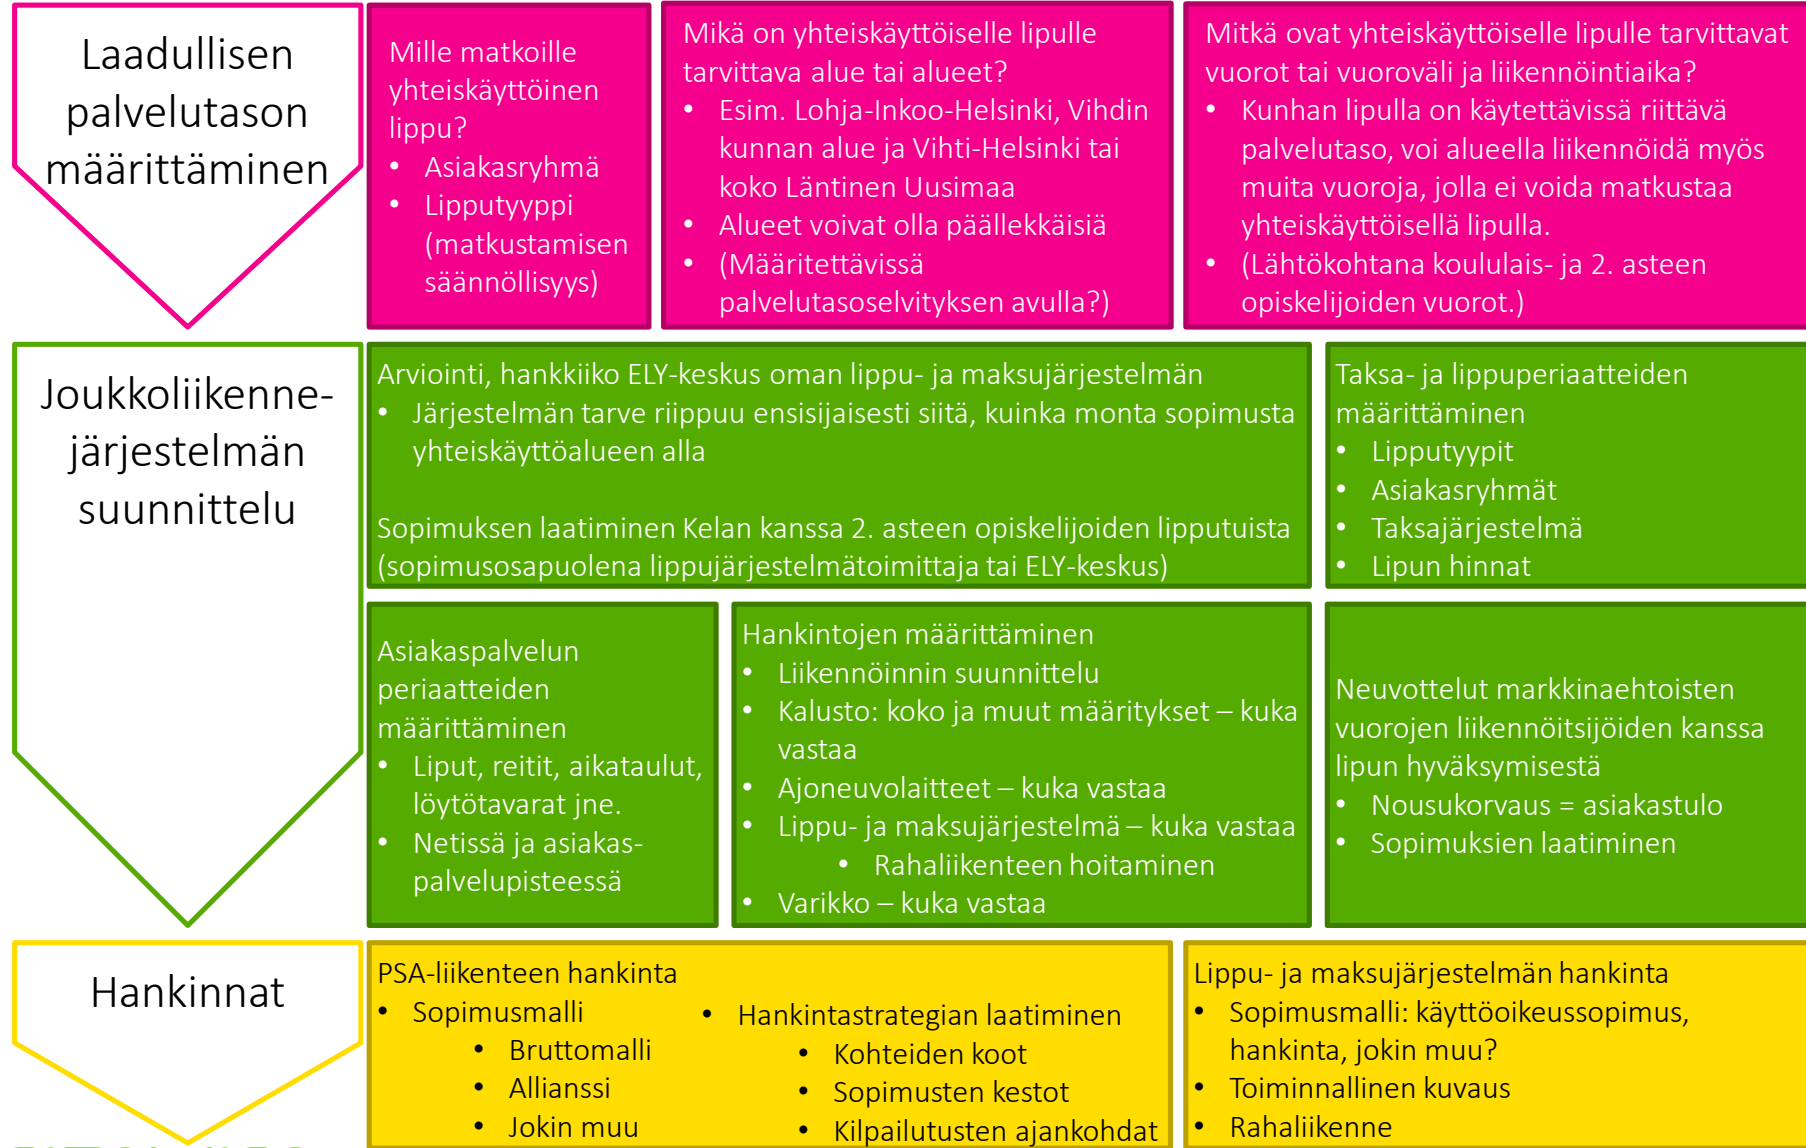 Laadullisen
palvelutason
määrittäminen
Mille matkoille
yhteiskäyttöinen
lippu?
• Asiakasryhmä
• Lipputyyppi
(matkustamisen
säännöllisyys)
Mikä on yhteiskäyttöiselle lipulle
tarvittava alue tai alueet?
• Esim. Lohja-Inkoo-Helsinki, Vihdin
kunnan alue ja Vihti-Helsinki tai
koko Läntinen Uusimaa
• Alueet voivat olla päällekkäisiä
• (Määritettävissä
palvelutasoselvityksen avulla?)
Mitkä ovat yhteiskäyttöiselle lipulle tarvittavat
vuorot tai vuoroväli ja liikennöintiaika?
• Kunhan lipulla on käytettävissä riittävä
palvelutaso, voi alueella liikennöidä myös
muita vuoroja, jolla ei voida matkustaa
yhteiskäyttöisellä lipulla.
• (Lähtökohtana koululais- ja 2. asteen
opiskelijoiden vuorot.)
Joukkoliikenne-
järjestelmän
suunnittelu
Arviointi, hankkiiko ELY-keskus oman lippu- ja maksujärjestelmän
• Järjestelmän tarve riippuu ensisijaisesti siitä, kuinka monta sopimusta
yhteiskäyttöalueen alla
Sopimuksen laatiminen Kelan kanssa 2. asteen opiskelijoiden lipputuista
(sopimusosapuolena lippujärjestelmätoimittaja tai ELY-keskus)
Taksa- ja lippuperiaatteiden
määrittäminen
• Lipputyypit
• Asiakasryhmät
• Taksajärjestelmä
• Lipun hinnat
Asiakaspalvelun
periaatteiden
määrittäminen
• Liput, reitit, aikataulut,
löytötavarat jne.
• Netissä ja asiakas-
palvelupisteessä
Hankintojen määrittäminen
• Liikennöinnin suunnittelu
• Kalusto: koko ja muut määritykset – kuka
vastaa
• Ajoneuvolaitteet – kuka vastaa
• Lippu- ja maksujärjestelmä – kuka vastaa
• Rahaliikenteen hoitaminen
• Varikko – kuka vastaa
Neuvottelut markkinaehtoisten
vuorojen liikennöitsijöiden kanssa
lipun hyväksymisestä
• Nousukorvaus = asiakastulo
• Sopimuksien laatiminen
Hankinnat
PSA-liikenteen hankinta
• Sopimusmalli
• Bruttomalli
• Allianssi
• Jokin muu
• Hankintastrategian laatiminen
• Kohteiden koot
• Sopimusten kestot
• Kilpailutusten ajankohdat
Lippu- ja maksujärjestelmän hankinta
• Sopimusmalli: käyttöoikeussopimus,
hankinta, jokin muu?
• Toiminnallinen kuvaus
• Rahaliikenne